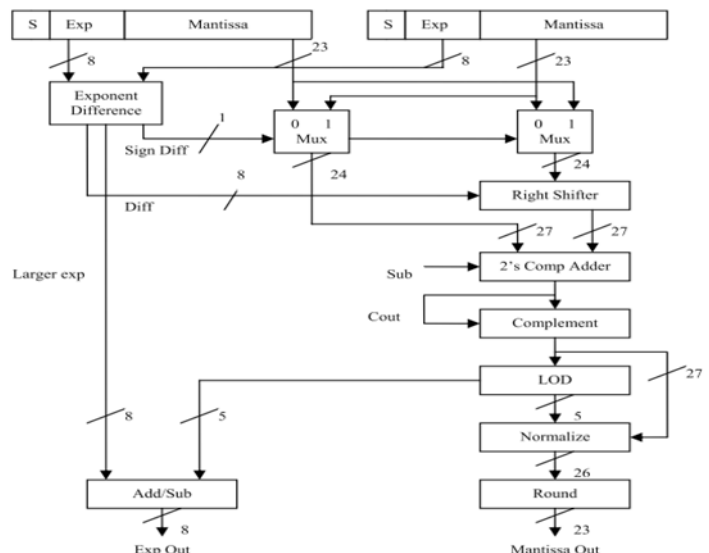 S Exp Mantissa S Exp Mantissa
23
8 8 23
Exponent
Difference
1
0 1
Mux
0 1
Mux
Sign Diff
24
24
8
Diff
Right Shifter
27 27
Larger exp
Sub
2's Comp Adder
Cout
Complement
LOD
27
8 5 5
Normalize
26
Add/Sub
Round
8 23
Exp Out Mantissa Out